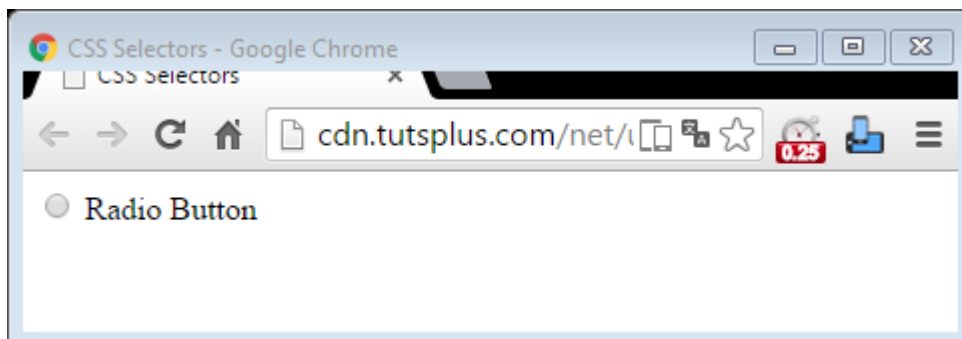 CSS Selectors - Google Chrome
CSS Selectors
cdn.tutsplus.com/net/u
0.25
Radio Button